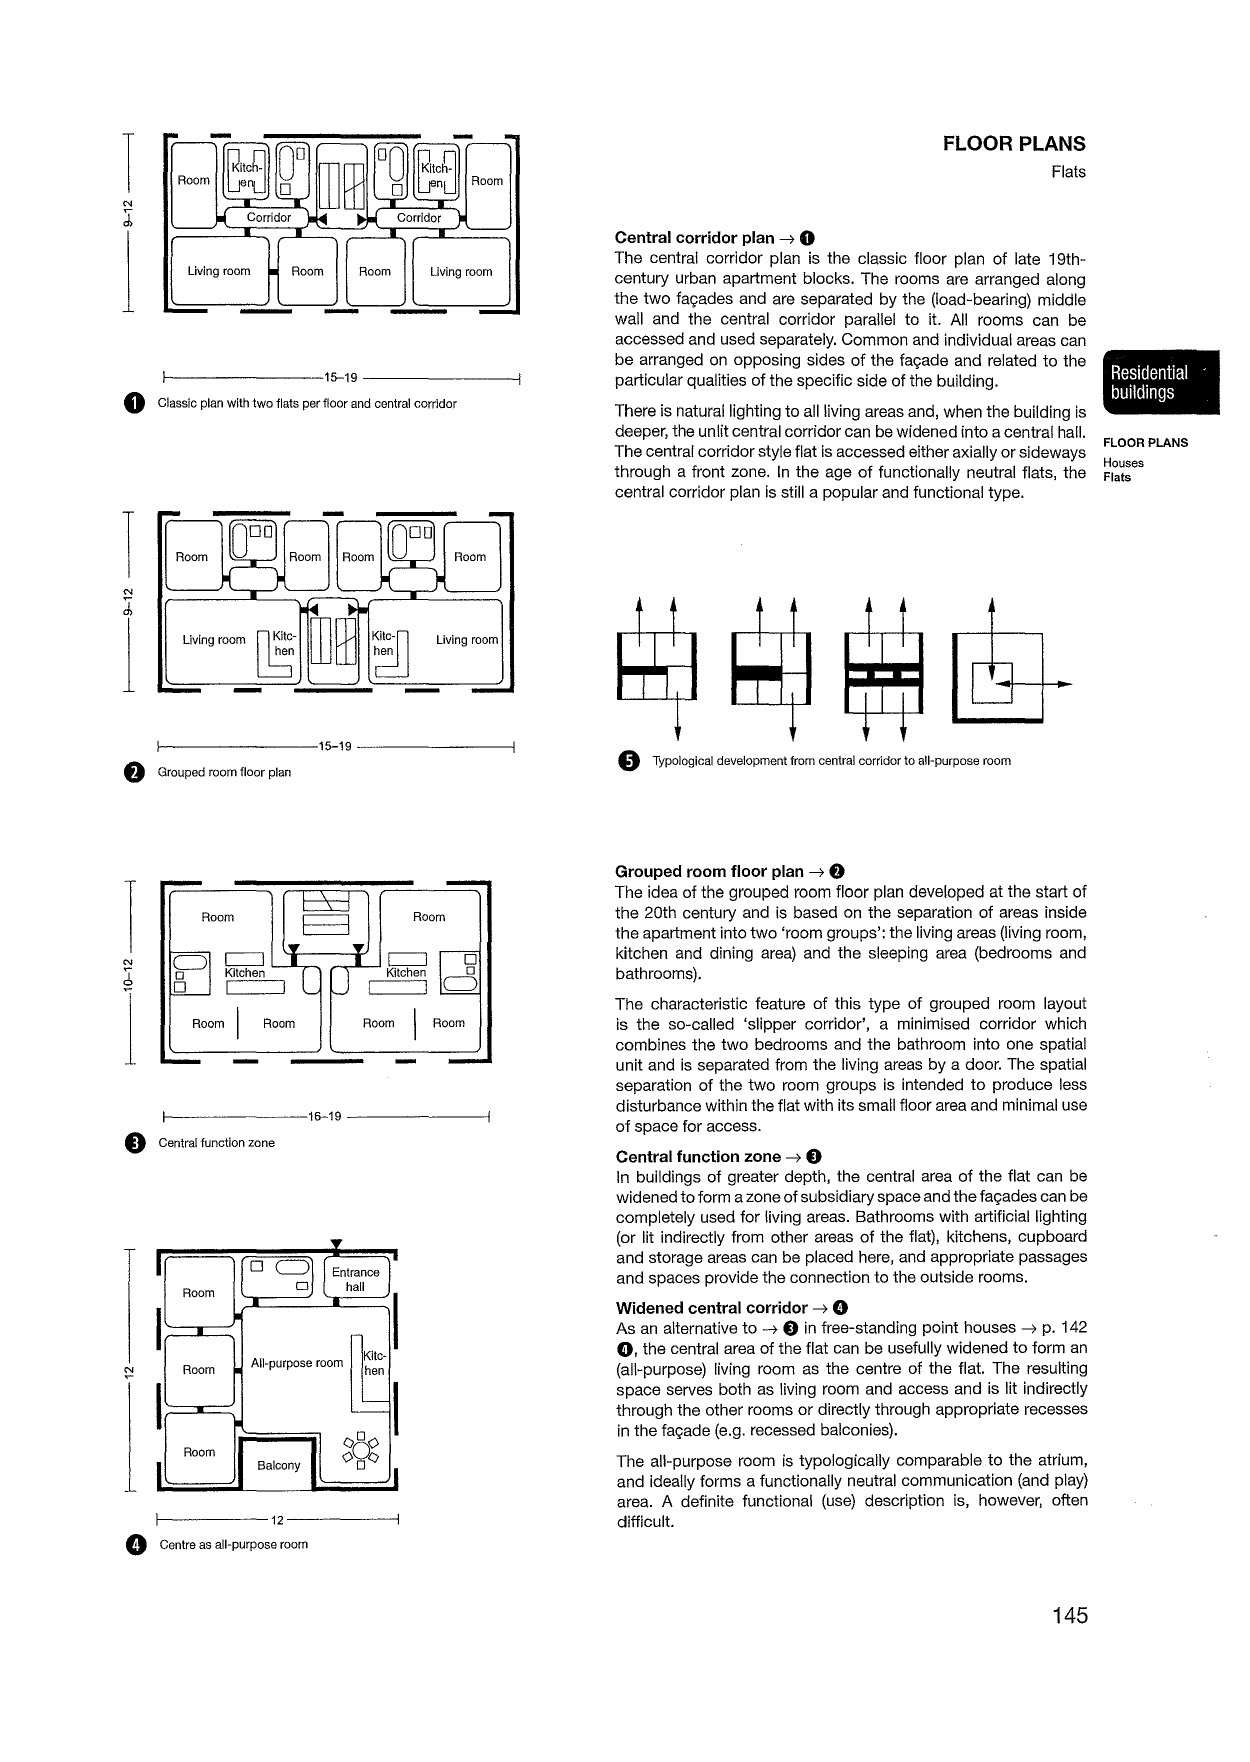 FLOOR PLANS
Flats
Room
Kitch-
en
Kitch-
en
Room
Corridor
Corridor
Living room
Room
Room
Living room
9–12
15–19
1 Classic plan with two flats per floor and central corridor
Room
Room
Room
Room
Living room
Kitc-
hen
Kitc-
hen
Living room
9–12
15–19
2 Grouped room floor plan
Room
Room
Kitchen
Kitchen
Room
Room
Room
Room
10–12
16–19
3 Central function zone
Entrance
hall
Room
Room
All-purpose room
Kitc-
hen
Room
Balcony
12
12
4 Centre as all-purpose room
Central corridor plan → 1
The central corridor plan is the classic floor plan of late 19th-
century urban apartment blocks. The rooms are arranged along
the two façades and are separated by the (load-bearing) middle
wall and the central corridor parallel to it. All rooms can be
accessed and used separately. Common and individual areas can
be arranged on opposing sides of the façade and related to the
particular qualities of the specific side of the building.
There is natural lighting to all living areas and, when the building is
deeper, the unlit central corridor can be widened into a central hall.
The central corridor style flat is accessed either axially or sideways
through a front zone. In the age of functionally neutral flats, the
central corridor plan is still a popular and functional type.
5 Typological development from central corridor to all-purpose room
Grouped room floor plan → 2
The idea of the grouped room floor plan developed at the start of
the 20th century and is based on the separation of areas inside
the apartment into two ‘room groups’: the living areas (living room,
kitchen and dining area) and the sleeping area (bedrooms and
bathrooms).
The characteristic feature of this type of grouped room layout
is the so-called ‘slipper corridor’, a minimised corridor which
combines the two bedrooms and the bathroom into one spatial
unit and is separated from the living areas by a door. The spatial
separation of the two room groups is intended to produce less
disturbance within the flat with its small floor area and minimal use
of space for access.
Central function zone → 3
In buildings of greater depth, the central area of the flat can be
widened to form a zone of subsidiary space and the façades can be
completely used for living areas. Bathrooms with artificial lighting
(or lit indirectly from other areas of the flat), kitchens, cupboard
and storage areas can be placed here, and appropriate passages
and spaces provide the connection to the outside rooms.
Widened central corridor → 4
As an alternative to → 3 in free-standing point houses → p. 142
4, the central area of the flat can be usefully widened to form an
(all-purpose) living room as the centre of the flat. The resulting
space serves both as living room and access and is lit indirectly
through the other rooms or directly through appropriate recesses
in the façade (e.g. recessed balconies).
The all-purpose room is typologically comparable to the atrium,
and ideally forms a functionally neutral communication (and play)
area. A definite functional (use) description is, however, often
difficult.
Residential
buildings
FLOOR PLANS
Houses
Flats
145